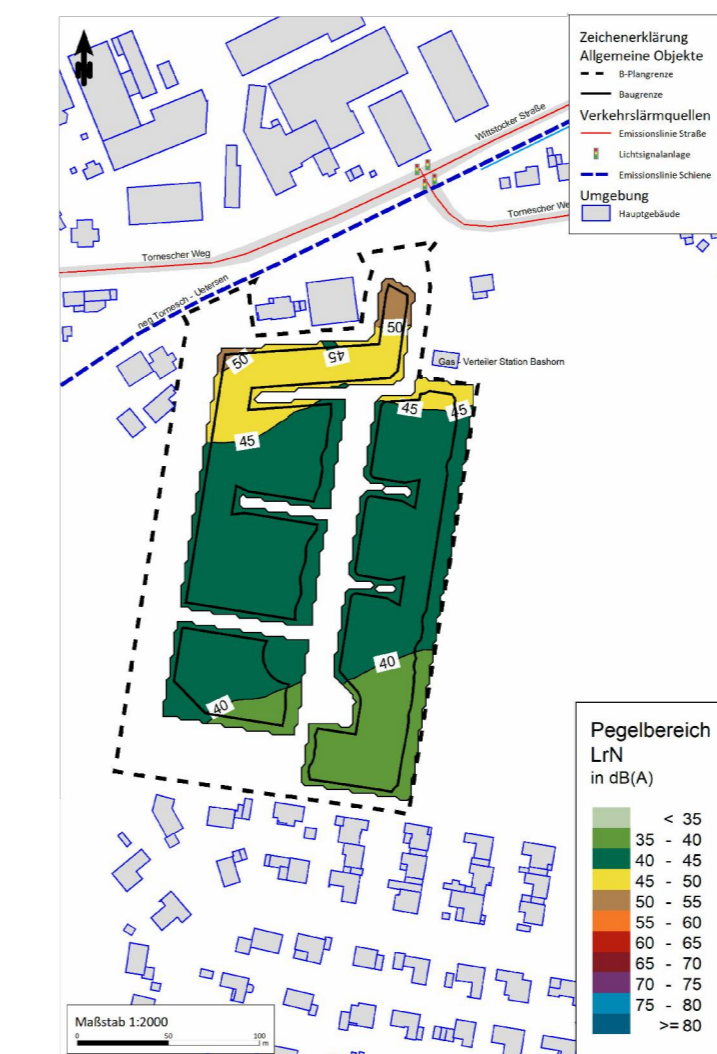 Zeichenerklärung
Allgemeine Objekte
B-Plangrenze
Baugrenze
Verkehrslärmquellen
Emissionslinie Straße
Lichtsignalanlage
Emissionslinie Schiene
Umgebung
Hauptgebäude
Wittstocker Straße
Tornescher We
Tornescher Weg
neg Tornesch - Uetersen
50
50
45
Gas - Verteiler Station Bashorn
45
45
45
40
40
Pegelbereich
LrN
in dB(A)
< 35
35 - 40
40 - 45
45 - 50
50 - 55
55 - 60
60 - 65
65 - 70
70 - 75
75 - 80
>= 80
Maßstab 1:2000
0 50 100
m